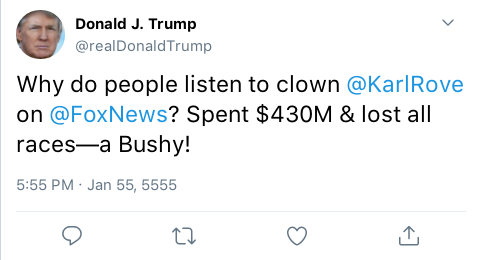 Donald J. Trump
@realDonaldTrump
Why do people listen to clown @KarlRove
on @FoxNews? Spent $430M & lost all
races—a Bushy!
5:55 PM · Jan 55, 5555